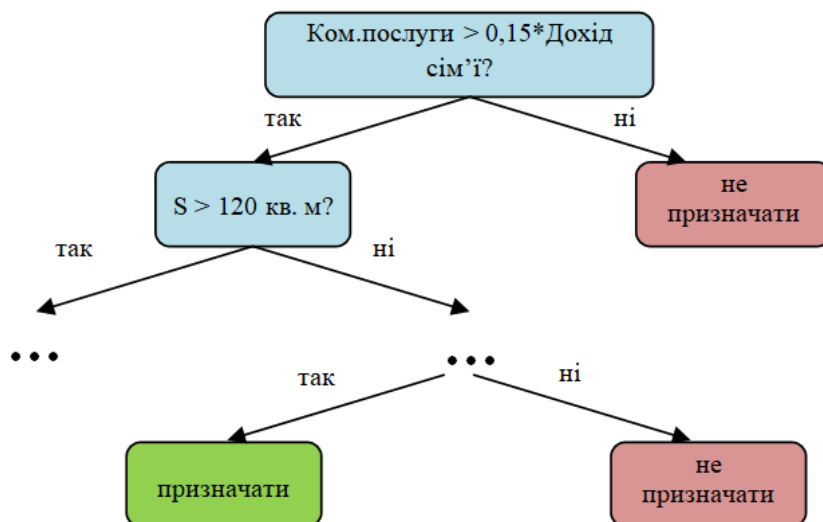 Ком.послуги > 0,15*Дохід
сім’ї?
так
ні
S > 120 кв. м?
не
призначати
так
ні
...
...
так
ні
призначати
не
призначати